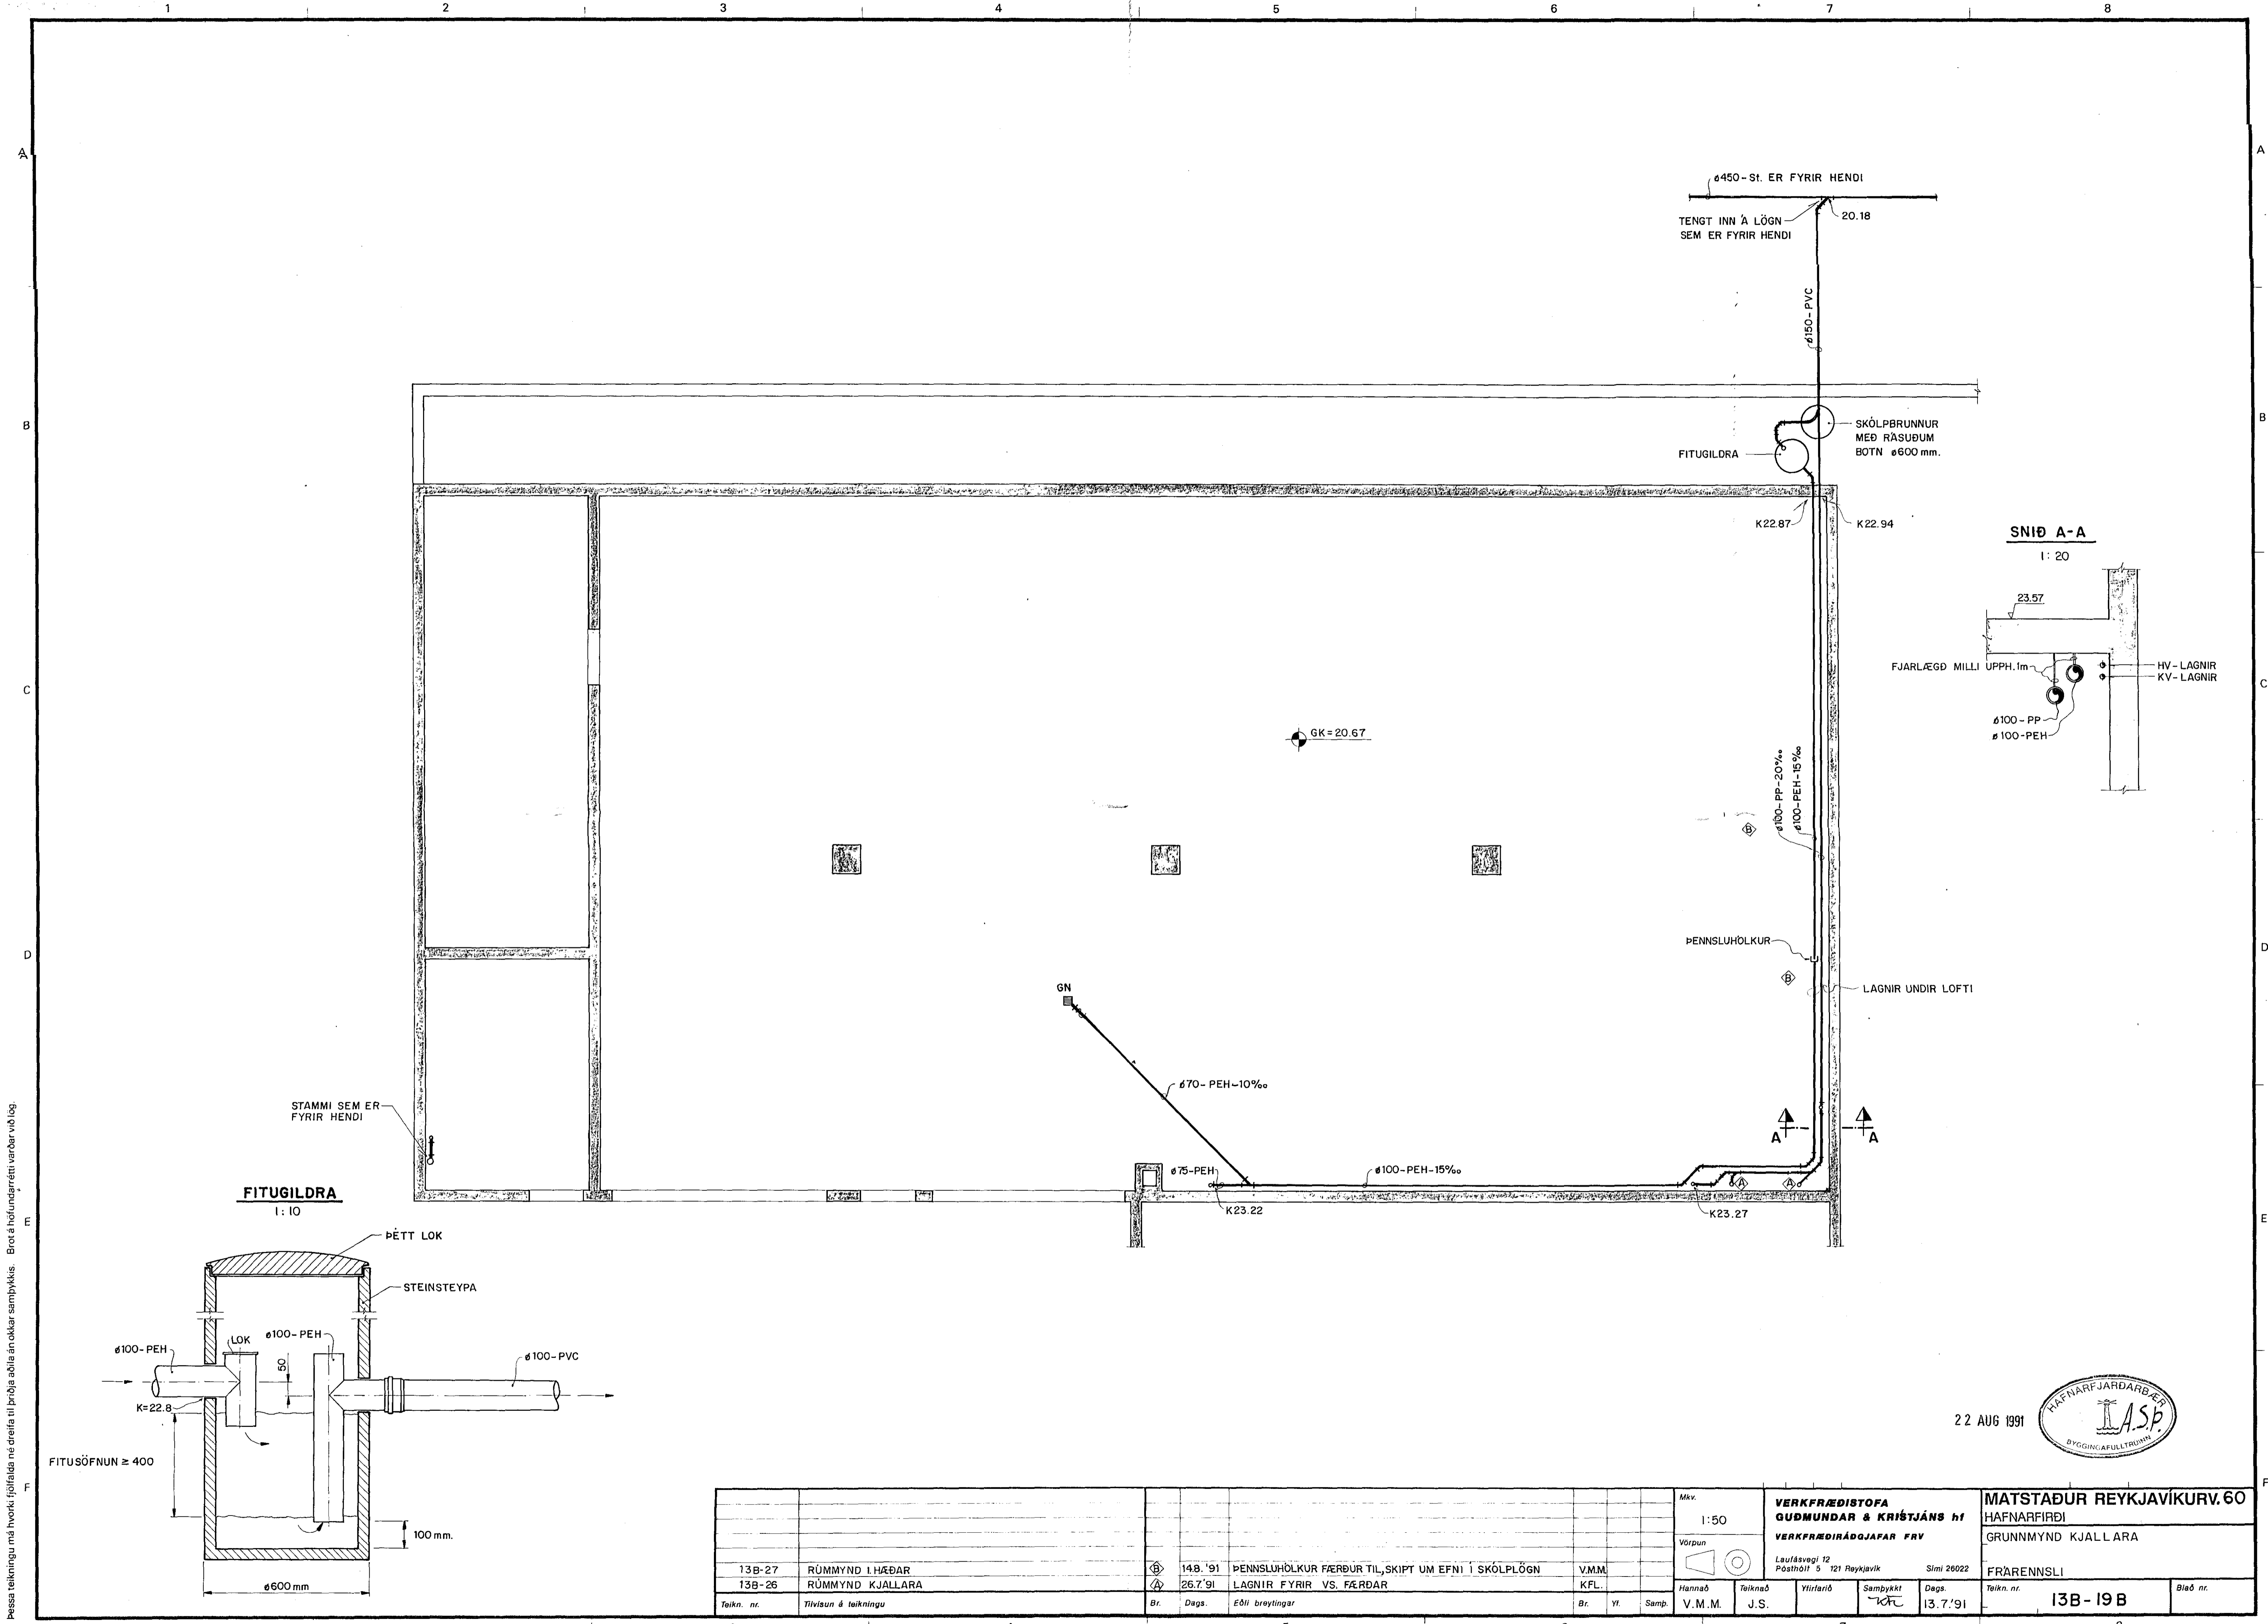 1 2 3 4 5 6 7 8
A
B
C
D
E
F
A
B
C
D
E
F
ø450-St. ER FYRIR HENDI
TENGT INN Á LÖGN
SEM ER FYRIR HENDI
20.18
ø150-PVC
SKÓLPBRUNNUR
MEÐ RÁSUÐUM
BOTN ø600 mm.
FITUGILDRA
K22.87
K22.94
SNIÐ A-A
1:20
23.57
FJARLÆGÐ MILLI UPPH. 1m
HV-LAGNIR
KV-LAGNIR
ø100-PP
ø100-PEH
GK=20.67
ø100-PP-20‰
ø100-PEH-15‰
B
ÞENNSLUHÓLKUR
B
LAGNIR UNDIR LOFTI
GN
ø70-PEH-10‰
STAMMI SEM ER
FYRIR HENDI
A A
ø75-PEH
ø100-PEH-15‰
A A
K23.22
K23.27
FITUGILDRA
1:10
ÞÉTT LOK
STEINSTEYPA
LOK
ø100-PEH
ø100-PEH
50
ø100-PVC
K=22.8
FITUSÖFNUN ≥ 400
100 mm.
ø600 mm
Þessa teikningu má hvorki fjölfalda né dreifa til þriðja aðila án okkar samþykkis. Brot á höfundarrétti varðar við lög.
22 AUG 1991
HAFNARFJARÐARBÆR
A.S.Þ.
BYGGINGAFULLTRÚINN
13B-27 RÚMMYND 1. HÆÐAR
13B-26 RÚMMYND KJALLARA
Teikn. nr. Tilvísun á teikningu
B 14.8.'91 ÞENNSLUHÓLKUR FÆRÐUR TIL, SKIPT UM EFNI Í SKÓLPLÖGN V.M.M.
A 26.7.'91 LAGNIR FYRIR VS. FÆRÐAR KFL.
Br. Dags. Eðli breytingar Br. Yf. Samþ.
Mkv.
1:50
Vörpun
VERKFRÆÐISTOFA
GUÐMUNDAR & KRISTJÁNS hf
VERKFRÆÐIRÁÐGJAFAR FRV
Laufásvegi 12
Pósthólf 5 121 Reykjavík Sími 26022
Hannað Teiknað Yfirfarið Samþykkt Dags.
V.M.M. J.S. 13.7.'91
MATSTAÐUR REYKJAVÍKURV. 60
HAFNARFIRÐI
GRUNNMYND KJALLARA
FRÁRENNSLI
Teikn. nr. 13B-19 B Blað nr.